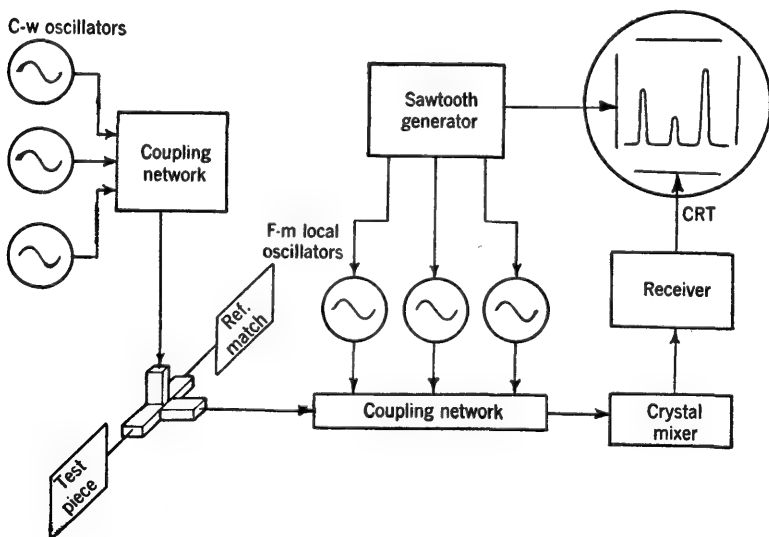 C-w oscillators
Coupling
network
Sawtooth
generator
CRT
F-m local
oscillators
Receiver
Ref.
match
Coupling network
Crystal
mixer
Test
piece